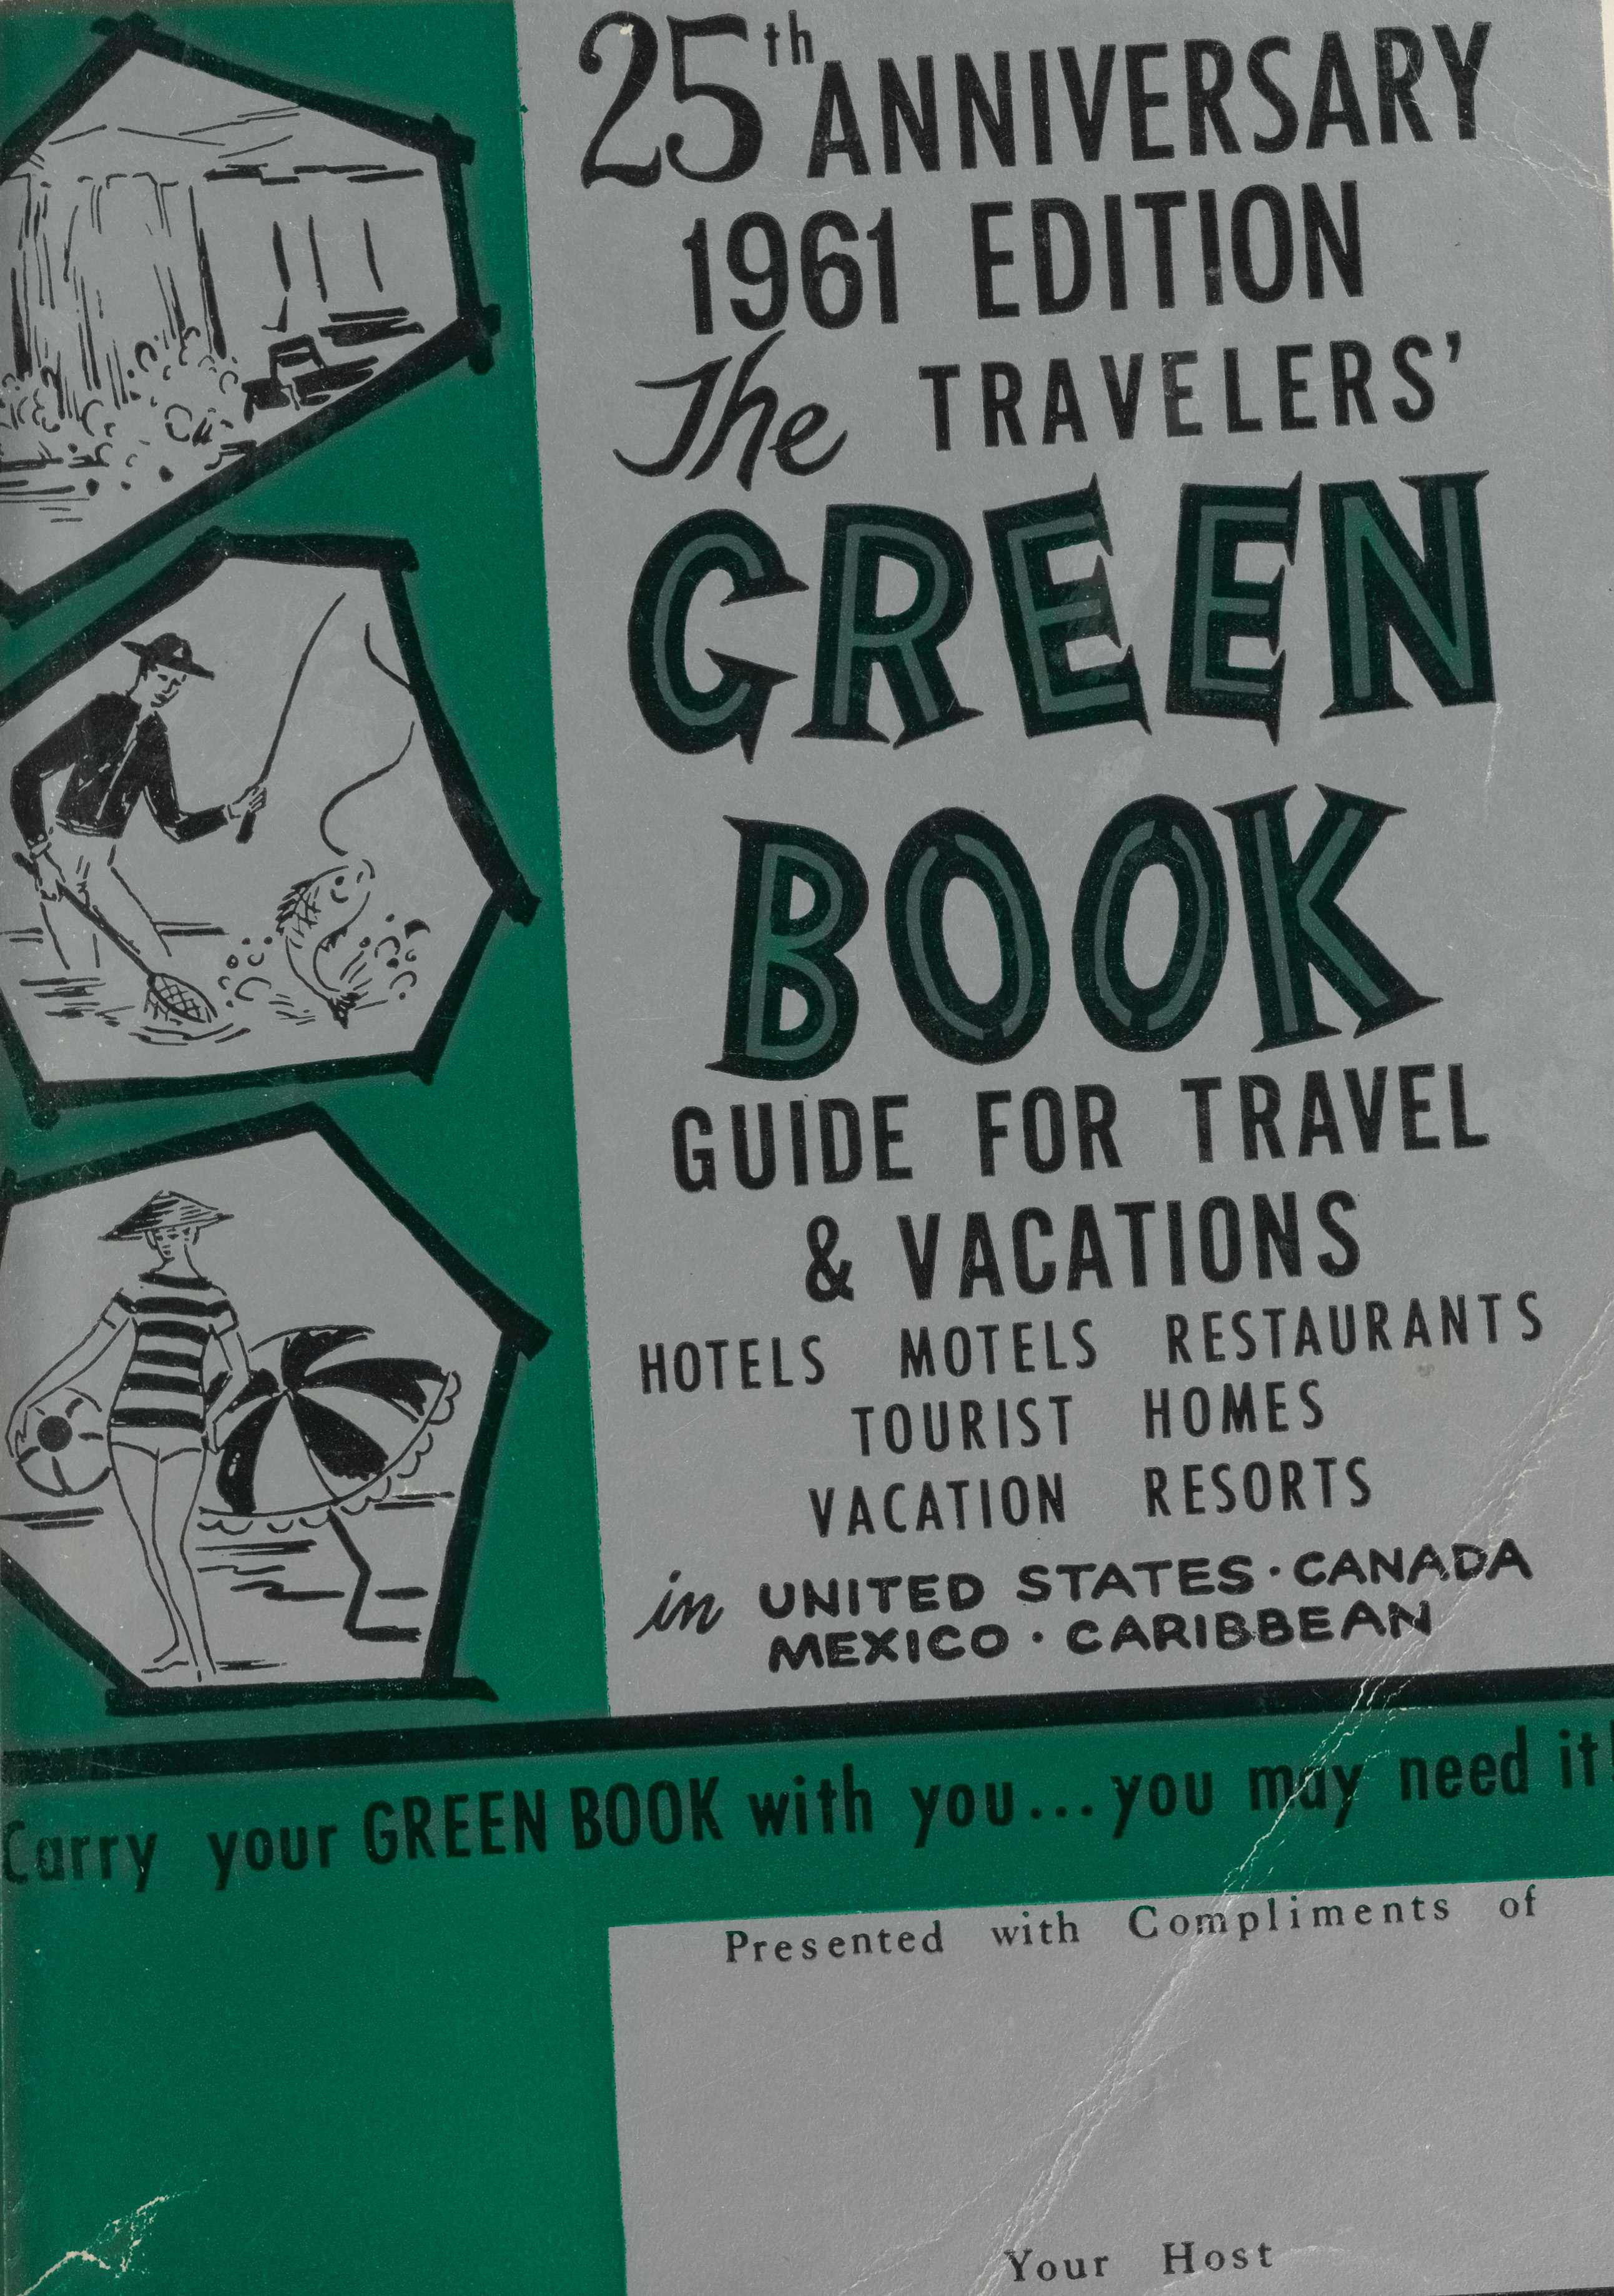 25th ANNIVERSARY
1961 EDITION
The TRAVELERS'
GREEN
BOOK
GUIDE FOR TRAVEL
& VACATIONS
HOTELS MOTELS RESTAURANTS
TOURIST HOMES
VACATION RESORTS
in UNITED STATES · CANADA
MEXICO · CARIBBEAN
Carry your GREEN BOOK with you...you may need it!
Presented with Compliments of
Your Host